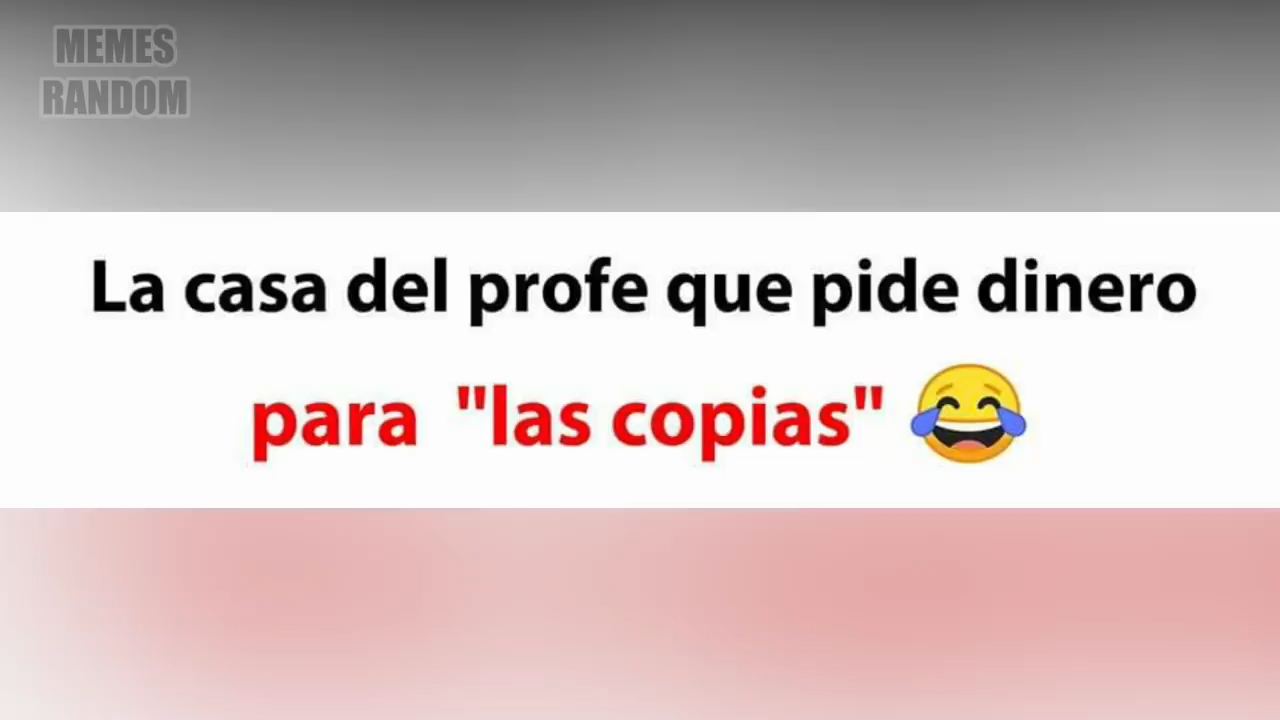 MEMES
RANDOM
La casa del profe que pide dinero
para "las copias" 😂